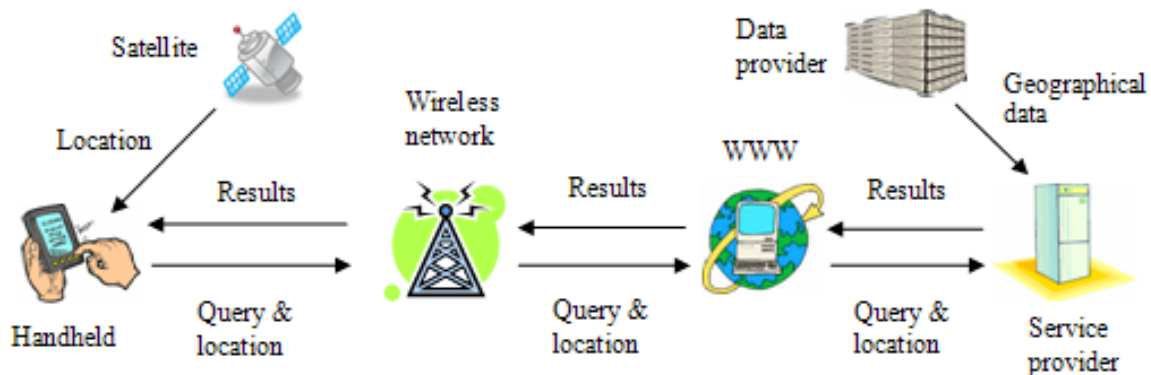 Satellite
Data
provider
Geographical
data
Wireless
network
Location
WWW
Results
Results
Results
Handheld
Query &
location
Query &
location
Query &
location
Service
provider